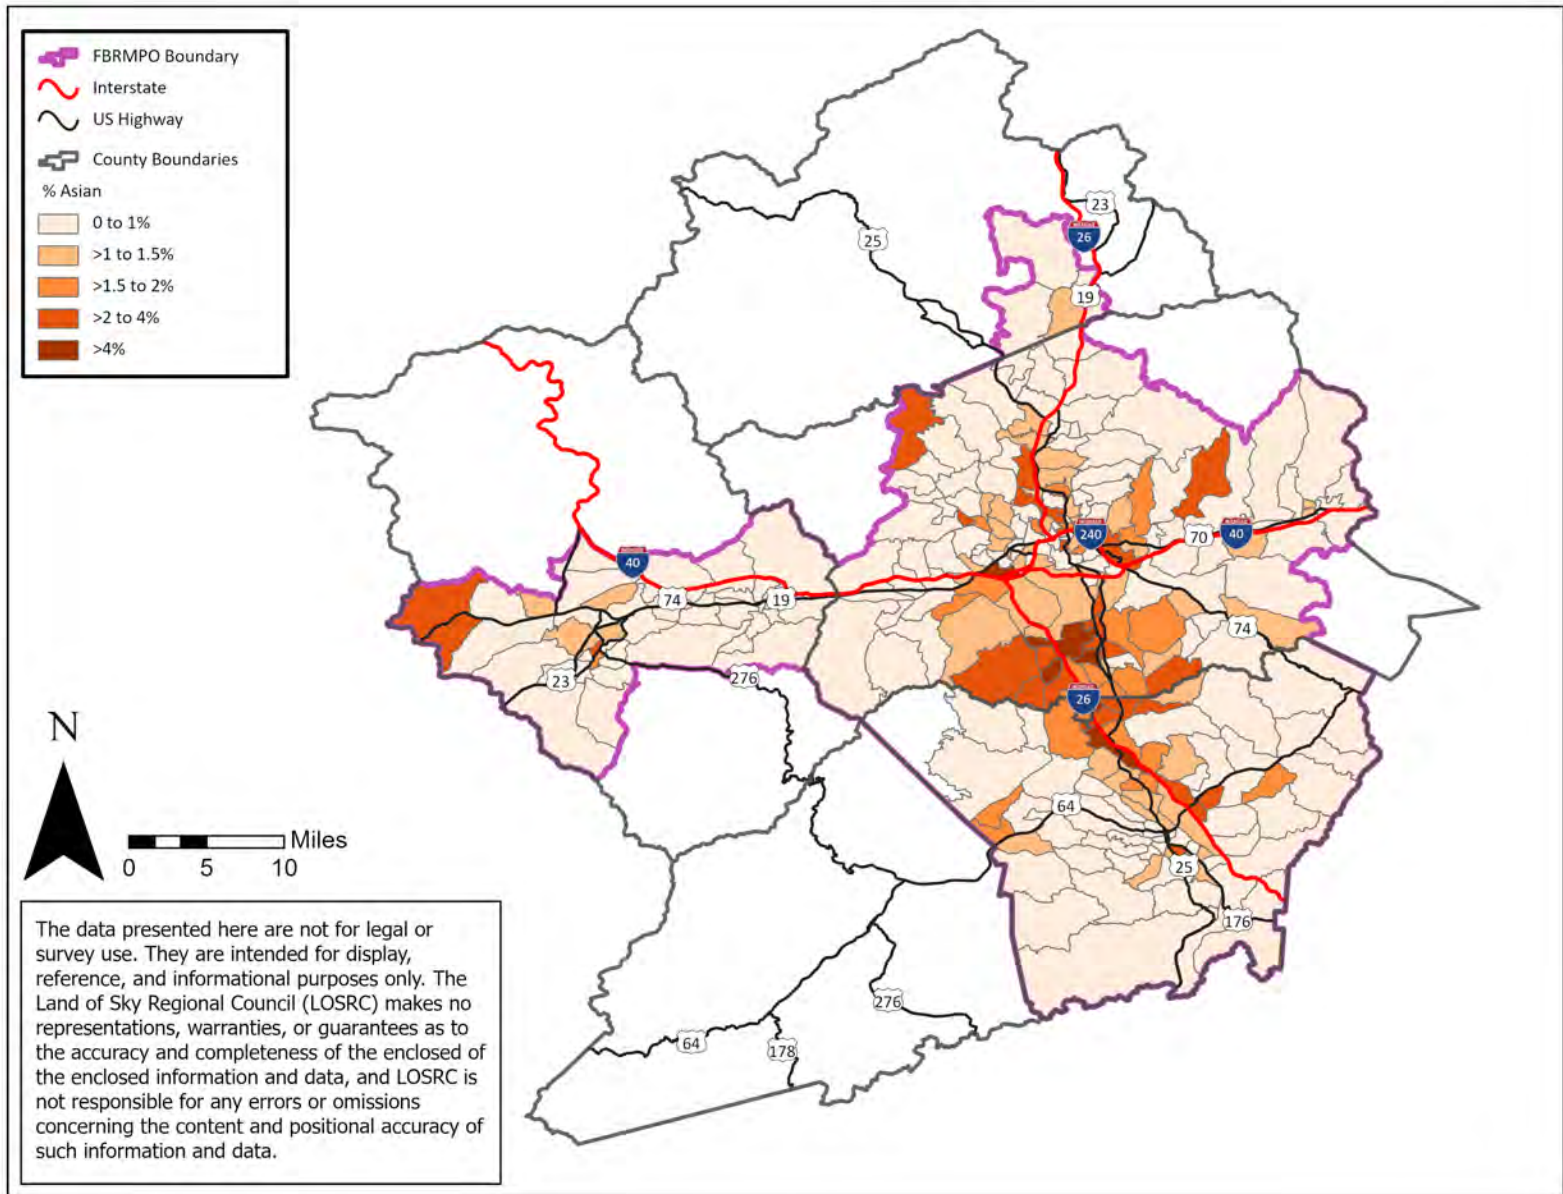 FBRMPO Boundary
Interstate
US Highway
County Boundaries
% Asian
0 to 1%
>1 to 1.5%
>1.5 to 2%
>2 to 4%
>4%
23
26
25
19
240
70
40
40
74
19
74
23
276
26
64
25
176
276
64
178
N
Miles
0 5 10
The data presented here are not for legal or
survey use. They are intended for display,
reference, and informational purposes only. The
Land of Sky Regional Council (LOSRC) makes no
representations, warranties, or guarantees as to
the accuracy and completeness of the enclosed of
the enclosed information and data, and LOSRC is
not responsible for any errors or omissions
concerning the content and positional accuracy of
such information and data.